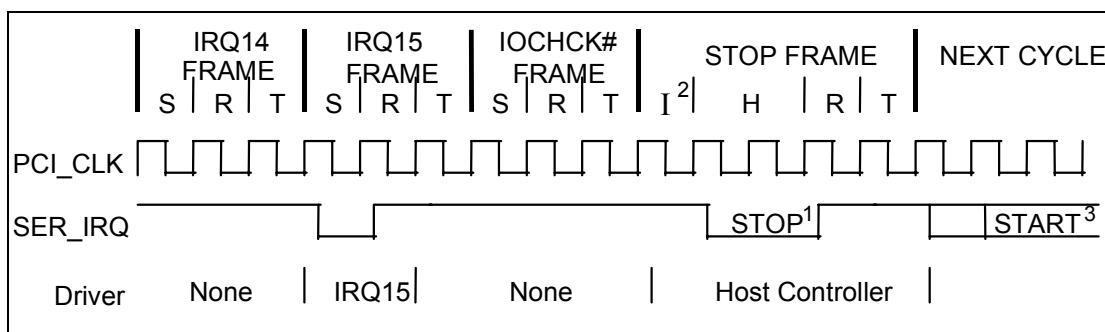 IRQ14 FRAME IRQ15 FRAME IOCHCK# FRAME STOP FRAME NEXT CYCLE
S R T S R T S R T I2 H R T
PCI_CLK
SER_IRQ STOP1 START3
Driver None IRQ15 None Host Controller